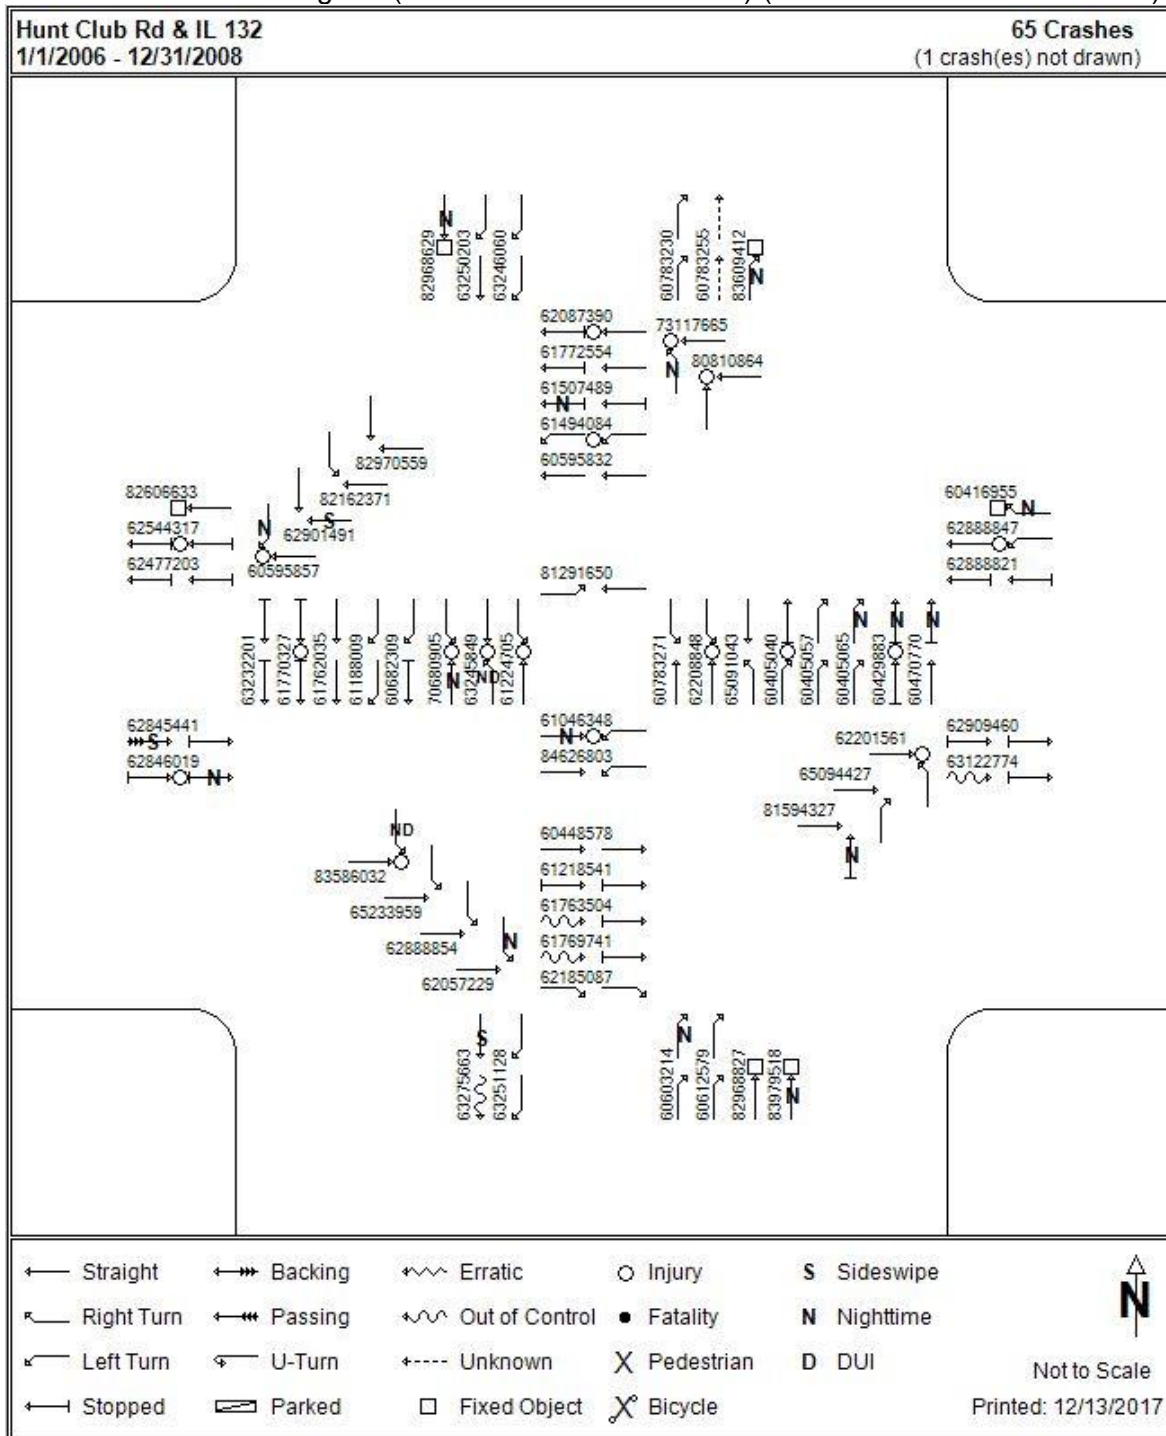 Hunt Club Rd & IL 132
65 Crashes
1/1/2006 - 12/31/2008
(1 crash(es) not drawn)
82968629
63250203
63246060
60783230
60783255
83609412
N
N
62087390
61772554
61507489
N
61494084
60595832
73117665
N
80810864
82970559
82162371
S
62901491
N
60595857
82606633
62544317
62477203
60416955
N
62888847
62888821
81291650
63232201
61770327
61762035
61188009
60682309
70680905
63245849
61224705
N
ND
60783271
62208848
65091043
60405040
60405057
60405065
60429883
60470770
N
N
N
62845441
S
62846019
N
61046348
N
84626803
62201561
65094427
81594327
N
62909460
63122774
ND
83586032
65233959
62888854
N
62057229
60448578
61218541
61763504
61769741
62185087
63275663
63251128
S
60603214
60612579
82968827
83979518
N
N
Straight
Backing
Erratic
Injury
S Sideswipe
Right Turn
Passing
Out of Control
Fatality
N Nighttime
Left Turn
U-Turn
Unknown
Pedestrian
D DUI
Stopped
Parked
Fixed Object
Bicycle
N
Not to Scale
Printed: 12/13/2017